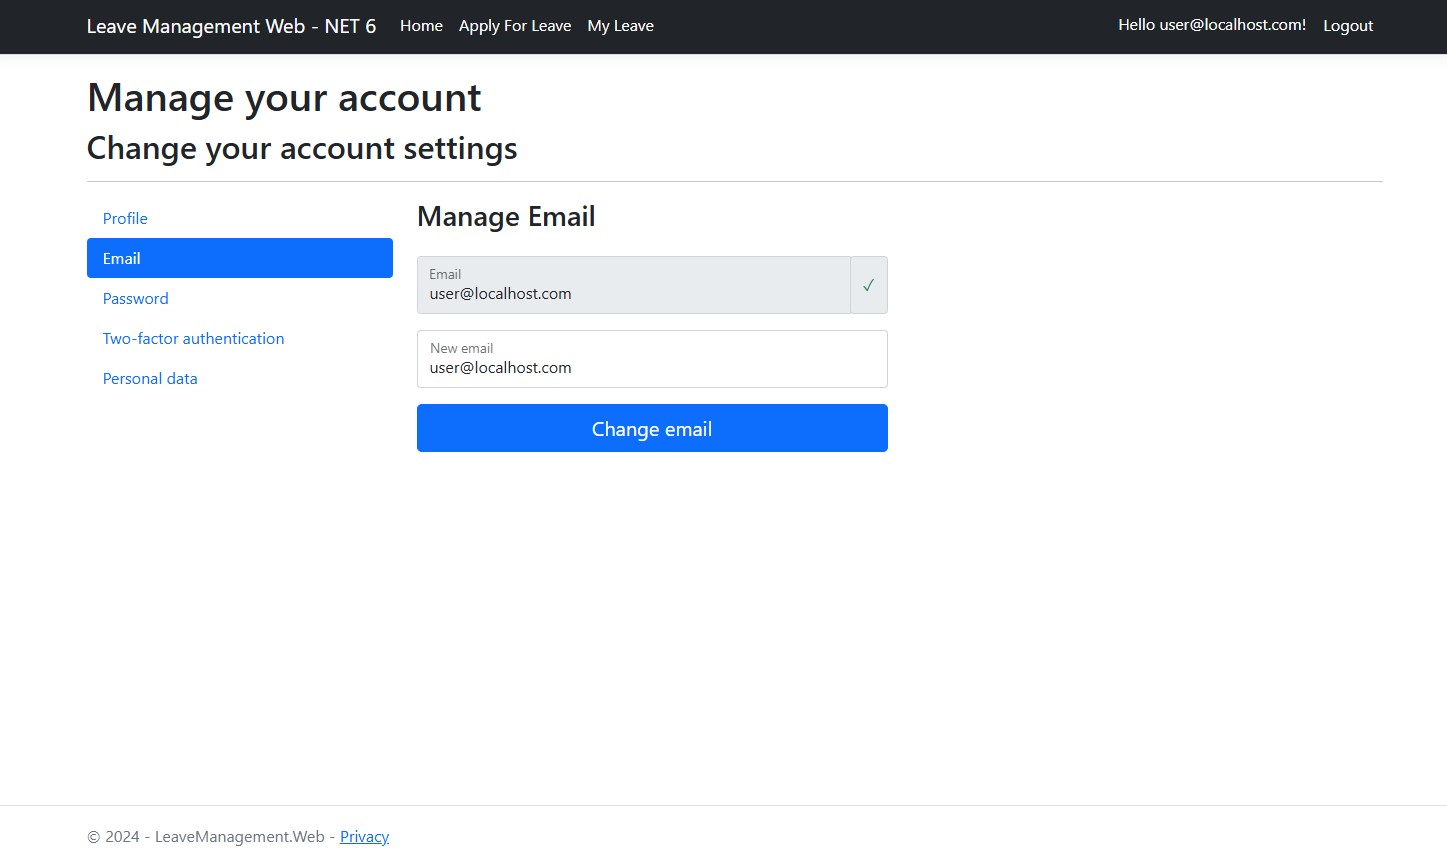 Leave Management Web - NET 6 Home Apply For Leave My Leave Hello user@localhost.com! Logout
Manage your account
Change your account settings
Profile
Email
Password
Two-factor authentication
Personal data
Manage Email
Email
user@localhost.com ✓
New email
user@localhost.com
Change email
© 2024 - LeaveManagement.Web - Privacy